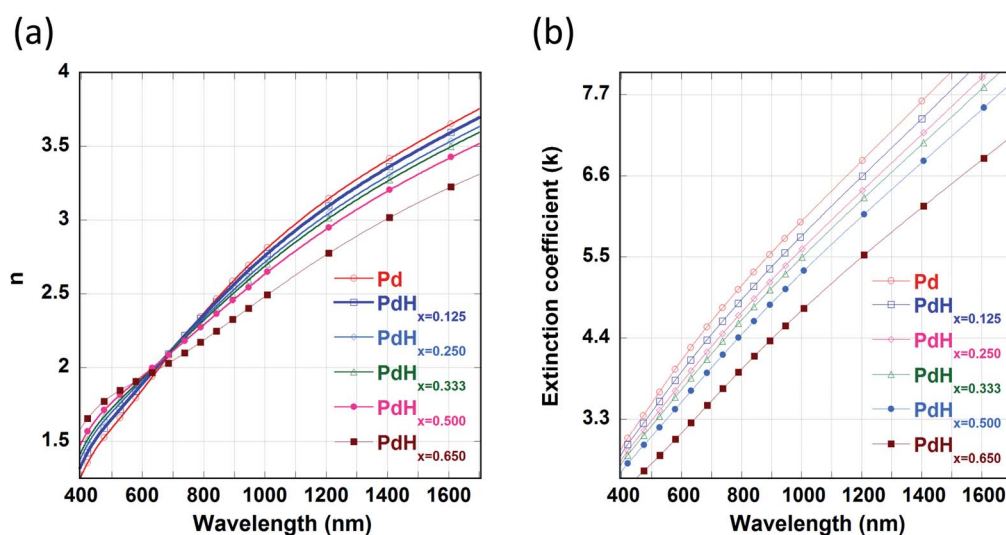 (a)
4
3.5
3
2.5
2
1.5
n
400 600 800 1000 1200 1400 1600
Wavelength (nm)
Pd
PdH x=0.125
PdH x=0.250
PdH x=0.333
PdH x=0.500
PdH x=0.650
(b)
7.7
6.6
5.5
4.4
3.3
Extinction coefficient (k)
400 600 800 1000 1200 1400 1600
Wavelength (nm)
Pd
PdH x=0.125
PdH x=0.250
PdH x=0.333
PdH x=0.500
PdH x=0.650